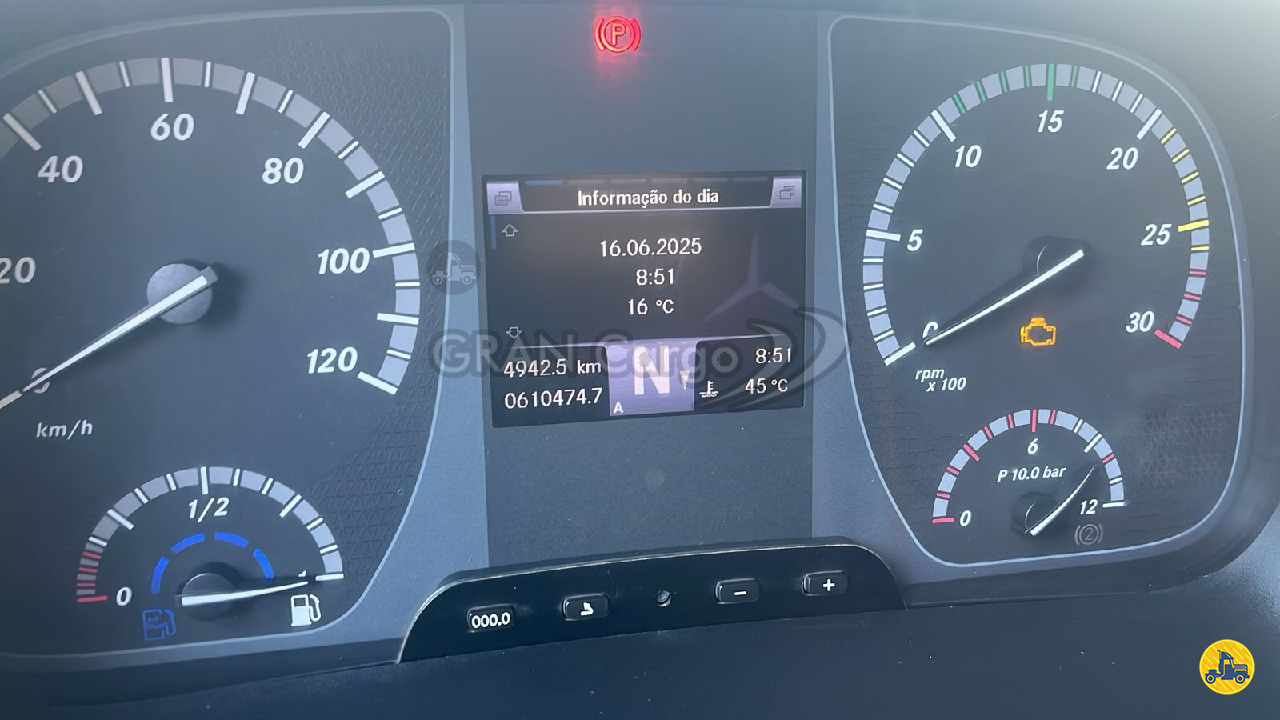 20
40
60
80
100
120
0
km/h
1/2
0
P
Informação do dia
16.06.2025
8:51
16 °C
GRAN Cargo
4942.5 km
0610474.7
N
A
8:51
45 °C
0
5
10
15
20
25
30
rpm
x 100
6
P 10.0 bar
0
12
2
000.0
-
+